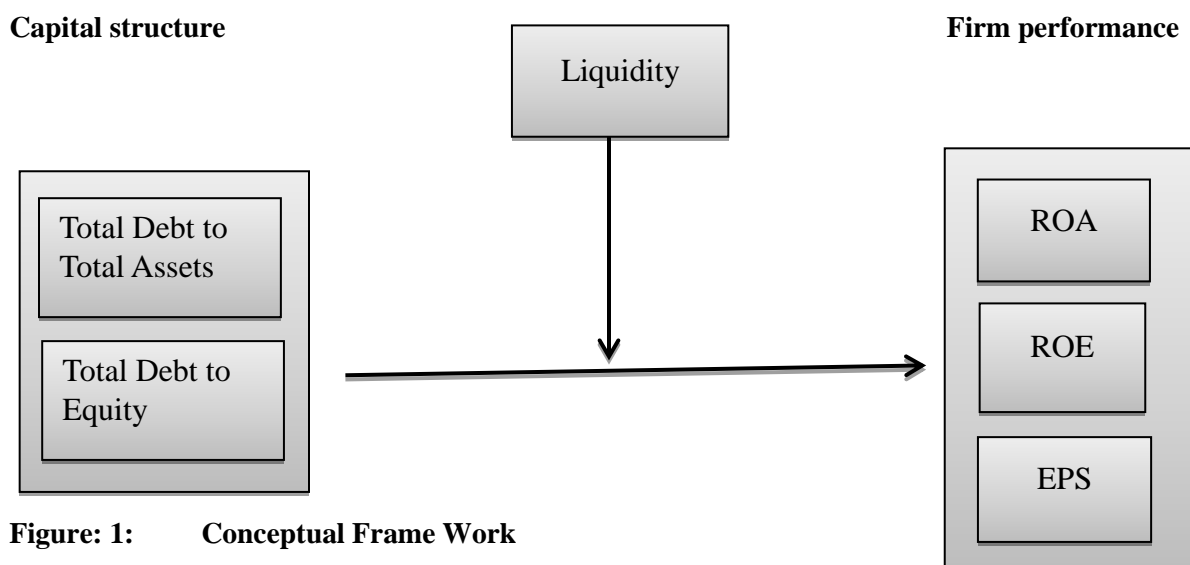 Capital structure
Liquidity
Firm performance
Total Debt to
Total Assets
Total Debt to
Equity
ROA
ROE
EPS
Figure: 1: Conceptual Frame Work